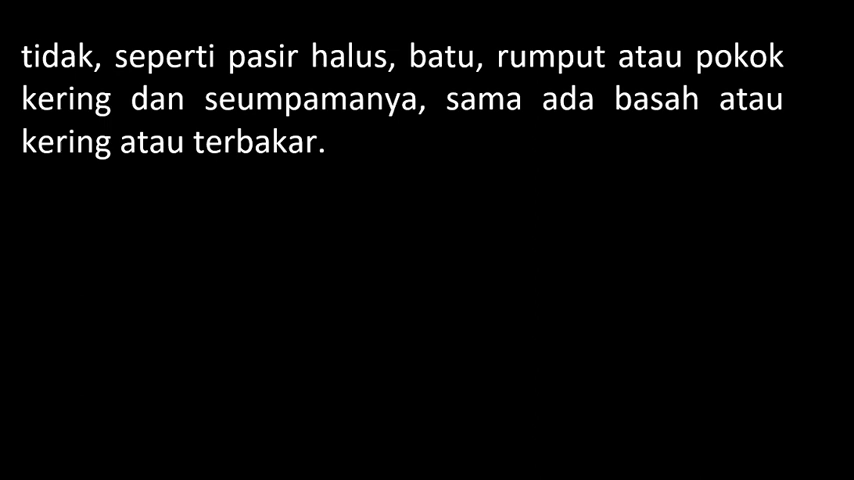 tidak, seperti pasir halus, batu, rumput atau pokok
kering dan seumpamanya, sama ada basah atau
kering atau terbakar.